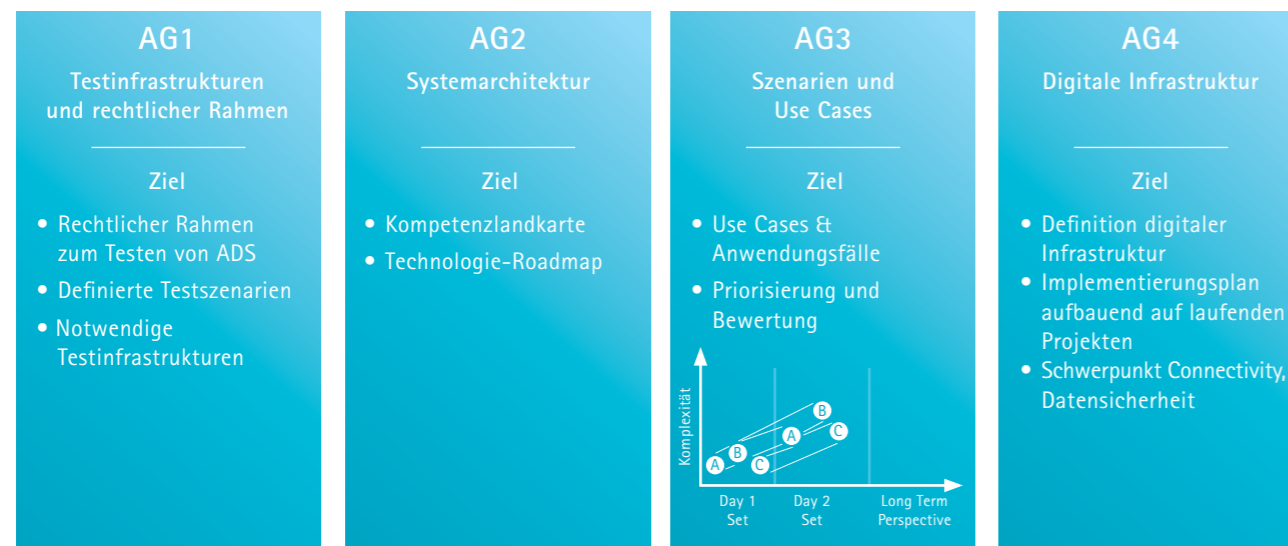 AG1
Testinfrastrukturen
und rechtlicher Rahmen
Ziel
• Rechtlicher Rahmen
zum Testen von ADS
• Definierte Testszenarien
• Notwendige
Testinfrastrukturen
AG2
Systemarchitektur
Ziel
• Kompetenzlandkarte
• Technologie-Roadmap
AG3
Szenarien und
Use Cases
Ziel
• Use Cases &
Anwendungsfälle
• Priorisierung und
Bewertung
Komplexität
A
B
C
A
B
C
Day 1
Set
Day 2
Set
Long Term
Perspective
AG4
Digitale Infrastruktur
Ziel
• Definition digitaler
Infrastruktur
• Implementierungsplan
aufbauend auf laufenden
Projekten
• Schwerpunkt Connectivity,
Datensicherheit